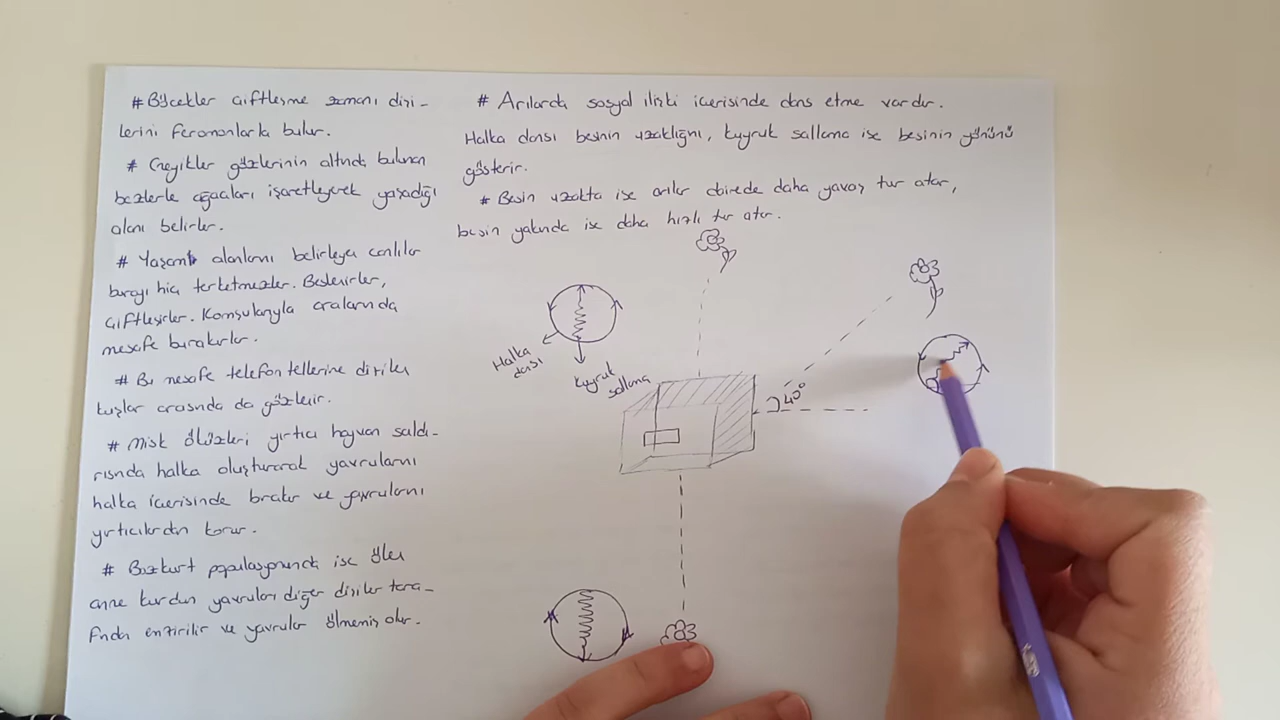 # Böcekler çiftleşme zamanı dişi-
lerini feromonlarla bulur.
# Geyikler gözlerinin altında bulunan
bezlerle ağaçları işaretleyerek yaşadığı
alanı belirler.
# Yaşam alanlarını belirleyen canlılar
burayı hiç terketmezler. Beslenirler,
çiftleşirler. Komşularıyla aralarında
mesafe bırakırlar.
# Bu mesafe telefon tellerine dizilen
kuşlar arasında da gözlenir.
# Misk öküzleri yırtıcı hayvan saldı-
rısında halka oluşturarak yavrularını
halka içerisinde bırakır ve yavrularını
yırtıcılardan korur.
# Bozkurt populasyonunda ise ölen
anne kurdun yavruları diğer dişiler tara-
fından emzirilir ve yavrular ölmemiş olur.
# Arılarda sosyal ilişki içerisinde dans etme vardır.
Halka dansı besinin uzaklığını, kuyruk sallama ise besinin yönünü
gösterir.
# Besin uzakta ise arılar dairede daha yavaş tur atar,
besin yakında ise daha hızlı tur atar.
Halka
dansı
Kuyruk
sallama
40°